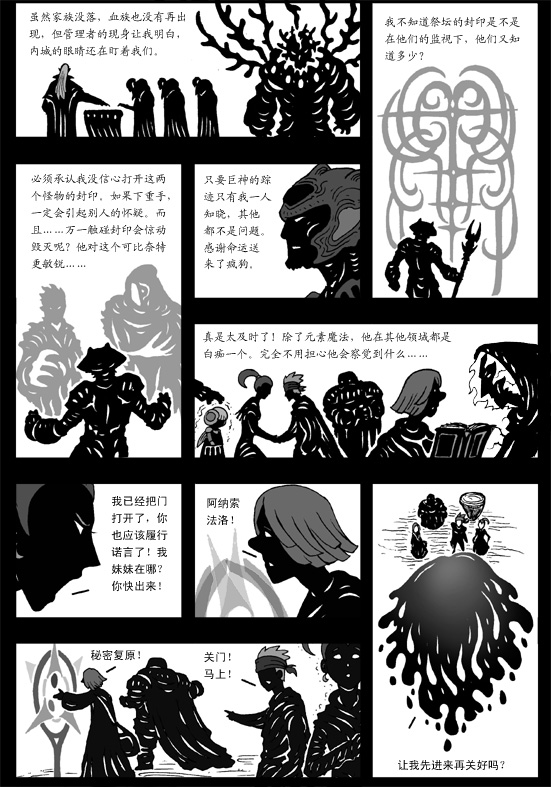 虽然家族没落，血族也没有再出
现，但管理者的现身让我明白，
内城的眼睛还在盯着我们。
我不知道祭坛的封印是不是
在他们的监视下，他们又知
道多少？
必须承认我没信心打开这两
个怪物的封印。如果下重手，
一定会引起别人的怀疑。而
且……万一触碰封印会惊动
毁灭呢？他对这个可比奈特
更敏锐……
只要巨神的踪
迹只有我一人
知晓，其他
都不是问题。
感谢命运送
来了疯狗。
真是太及时了！除了元素魔法，他在其他领域都是
白痴一个。完全不用担心他会察觉到什么……
我已经把门
打开了，你
也应该履行
诺言了！我
妹妹在哪？
你快出来！
阿纳索
法洛！
让我先进来再关好吗？
秘密复原！
关门！
马上！